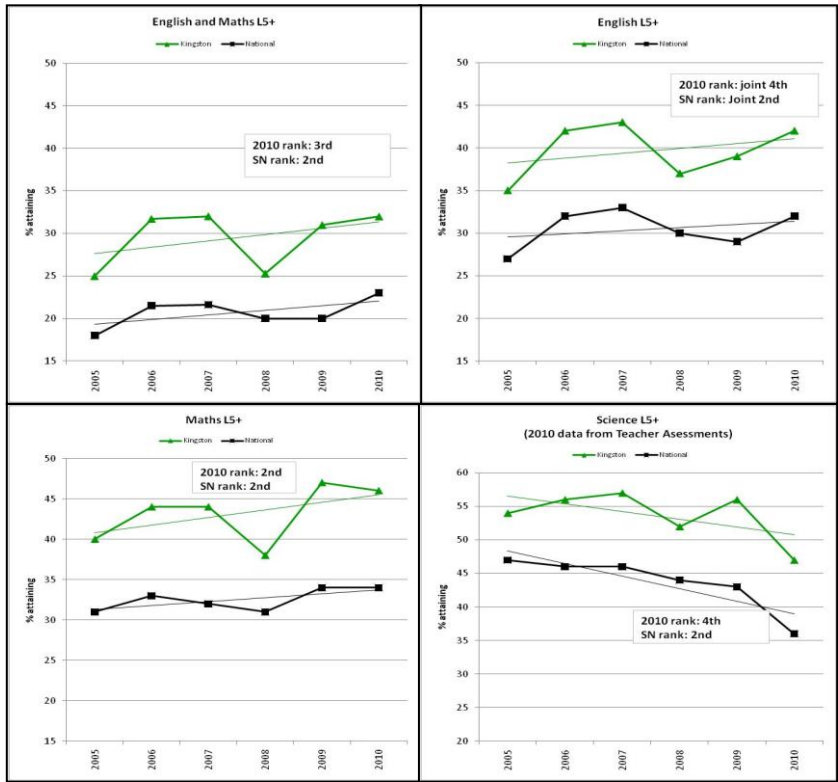 English and Maths L5+
Kingston National
50
45
40
35
30
25
20
15
% attaining
2010 rank: 3rd
SN rank: 2nd
2005 2006 2007 2008 2009 2010
English L5+
Kingston National
50
45
40
35
30
25
20
15
% attaining
2010 rank: joint 4th
SN rank: Joint 2nd
2005 2006 2007 2008 2009 2010
Maths L5+
Kingston National
50
45
40
35
30
25
20
15
% attaining
2010 rank: 2nd
SN rank: 2nd
2005 2006 2007 2008 2009 2010
Science L5+
(2010 data from Teacher Asessments)
Kingston National
60
55
50
45
40
35
30
25
20
% attaining
2010 rank: 4th
SN rank: 2nd
2005 2006 2007 2008 2009 2010